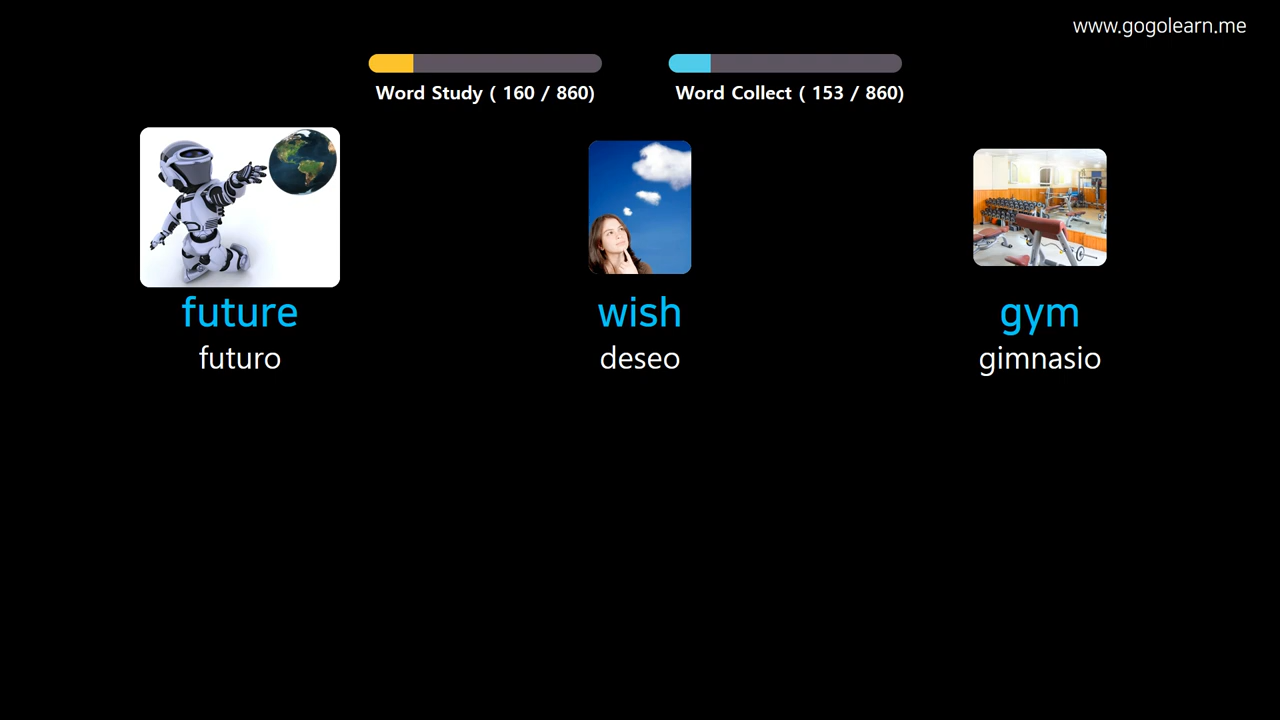 www.gogolearn.me
Word Study ( 160 / 860)
Word Collect ( 153 / 860)
future
futuro
wish
deseo
gym
gimnasio